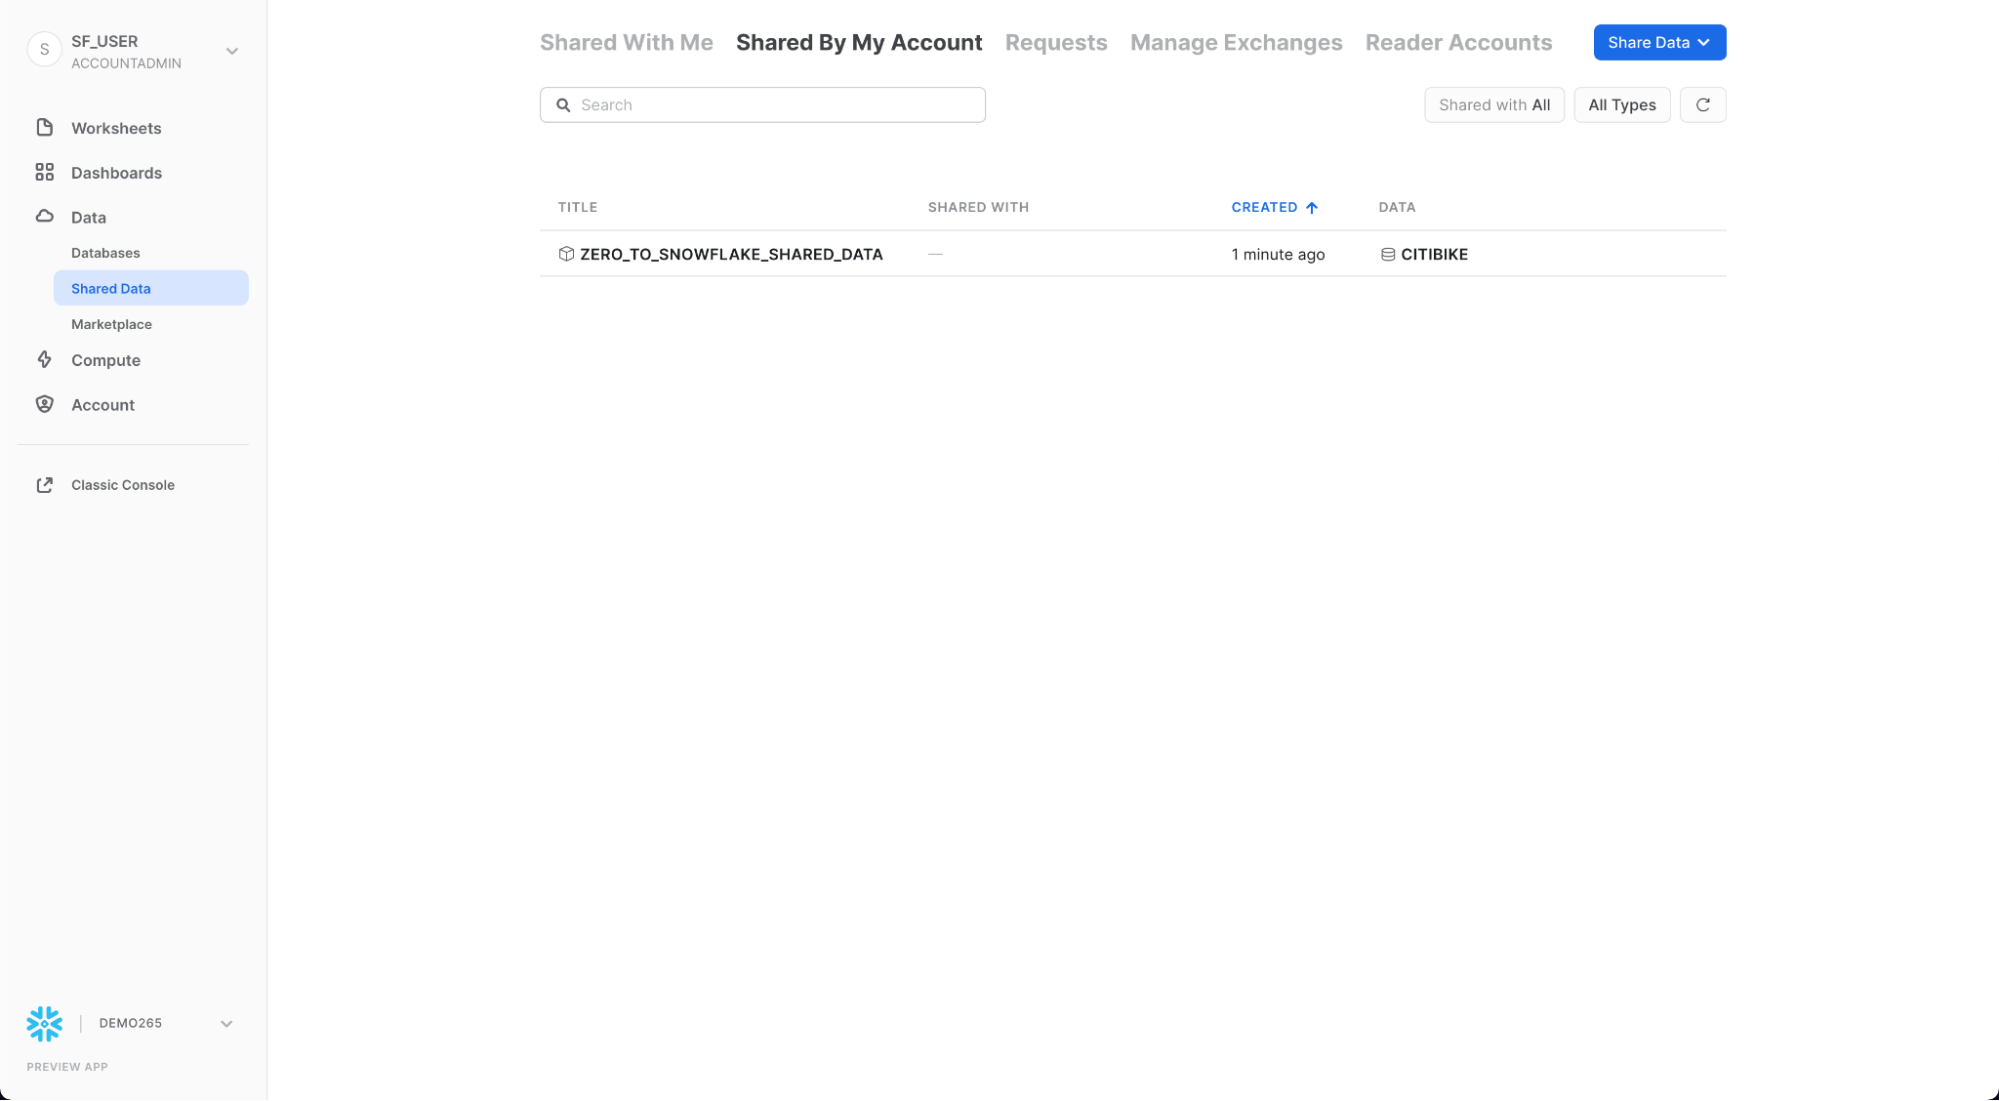 S
SF_USER
ACCOUNTADMIN
Worksheets
Dashboards
Data
Databases
Shared Data
Marketplace
Compute
Account
Classic Console
DEMO265
PREVIEW APP
Shared With Me Shared By My Account Requests Manage Exchanges Reader Accounts Share Data
Search Shared with All All Types
TITLE SHARED WITH CREATED DATA
ZERO_TO_SNOWFLAKE_SHARED_DATA — 1 minute ago CITIBIKE